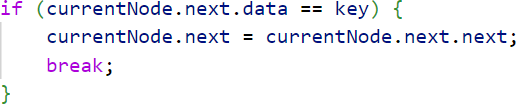 if (currentNode.next.data == key) {
    currentNode.next = currentNode.next.next;
    break;
}